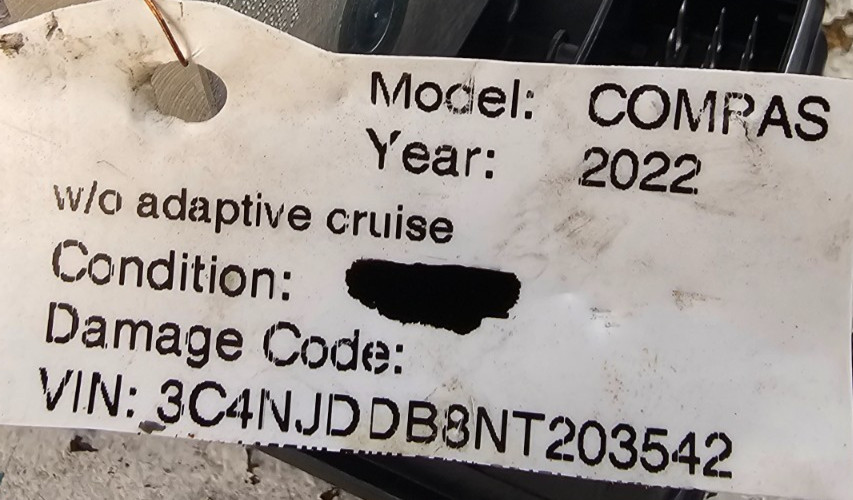 Model: COMPAS
Year: 2022
w/o adaptive cruise
Condition:
Damage Code:
VIN: 3C4NJDDB8NT203542